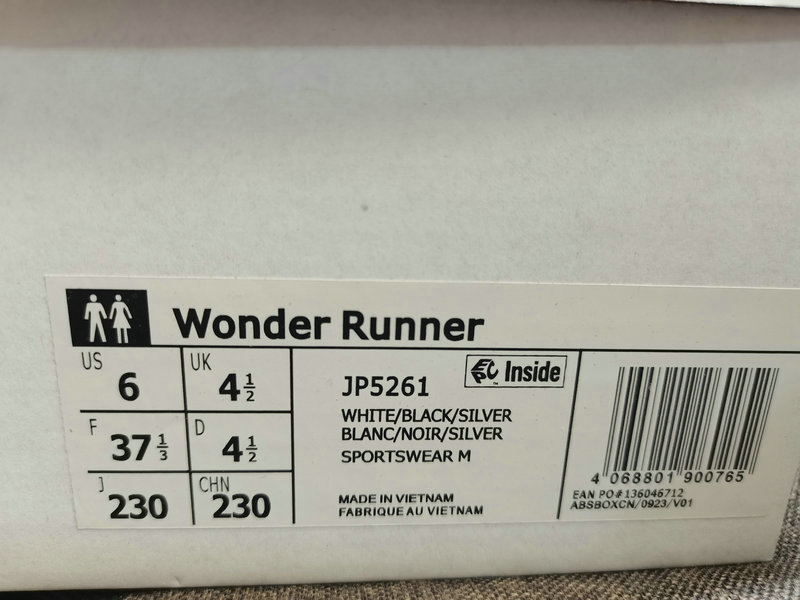 Wonder Runner
US 6
UK 4 1/2
F 37 1/3
D 4 1/2
J 230
CHN 230
JP5261
EPC™ Inside
WHITE/BLACK/SILVER
BLANC/NOIR/SILVER
SPORTSWEAR M
MADE IN VIETNAM
FABRIQUE AU VIETNAM
4 068801 900765
EAN PO# 136046712
ABSBOXCN/0923/V01